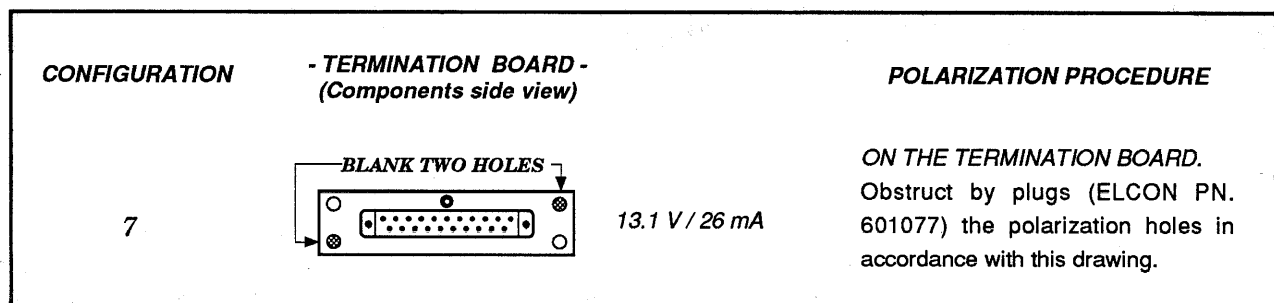 CONFIGURATION
- TERMINATION BOARD -
(Components side view)
POLARIZATION PROCEDURE
7
BLANK TWO HOLES
13.1 V / 26 mA
ON THE TERMINATION BOARD.
Obstruct by plugs (ELCON PN.
601077) the polarization holes in
accordance with this drawing.